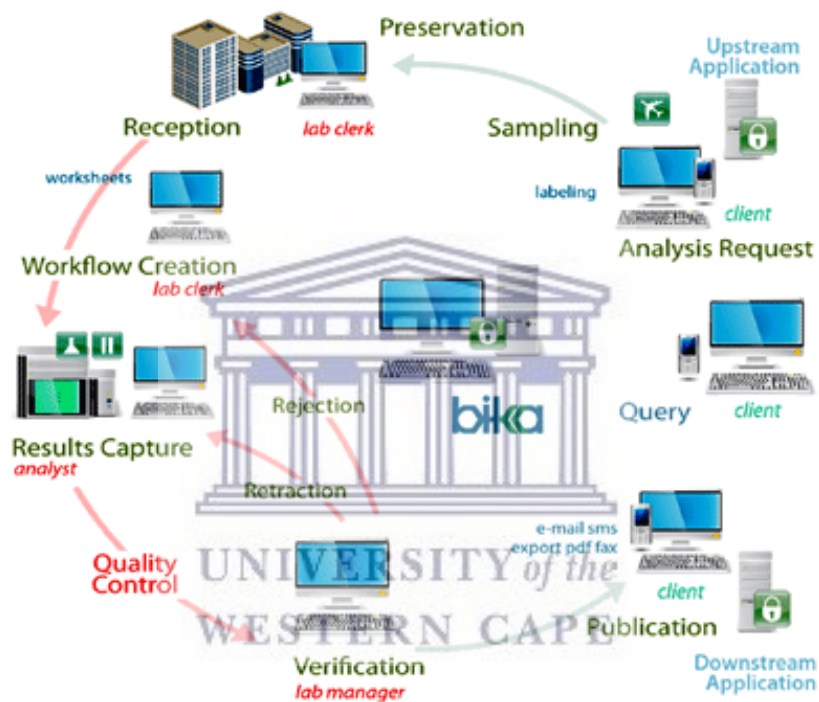 Preservation
Upstream
Application
Reception
lab clerk
Sampling
worksheets
labeling
client
Workflow Creation
lab clerk
Analysis Request
Rejection
bika
Query
client
Results Capture
analyst
Retraction
e-mail sms
export pdf fax
Quality
Control
UNIVERSITY of the
WESTERN CAPE
client
Publication
Verification
lab manager
Downstream
Application